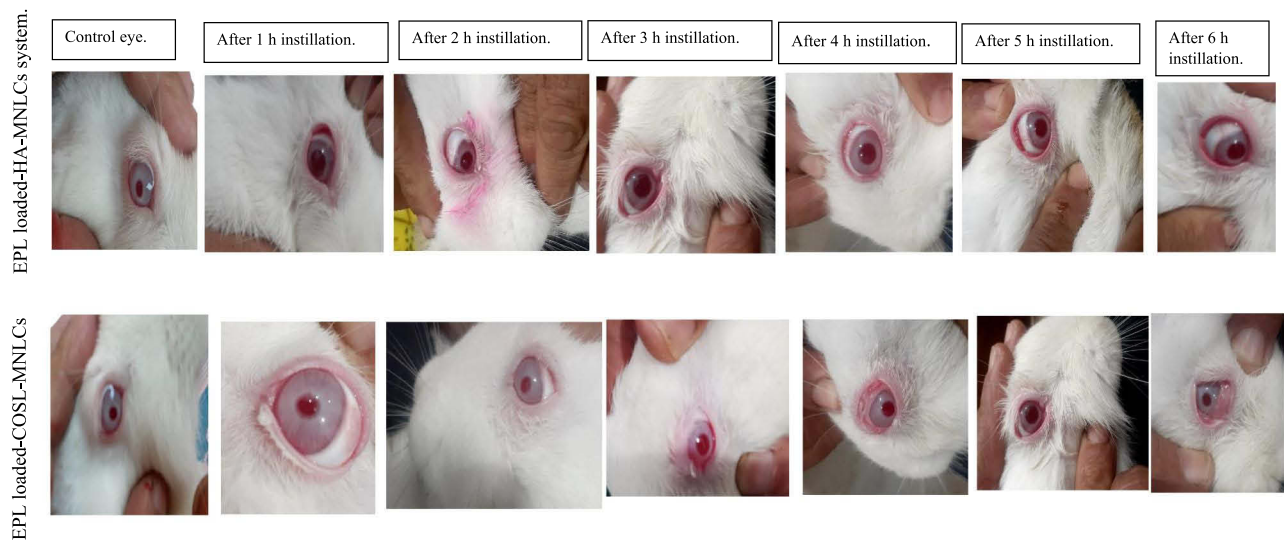 Control eye.
After 1 h instillation.
After 2 h instillation.
After 3 h instillation.
After 4 h instillation.
After 5 h instillation.
After 6 h
instillation.
EPL loaded-HA-MNLCs system.
EPL loaded-COSL-MNLCs